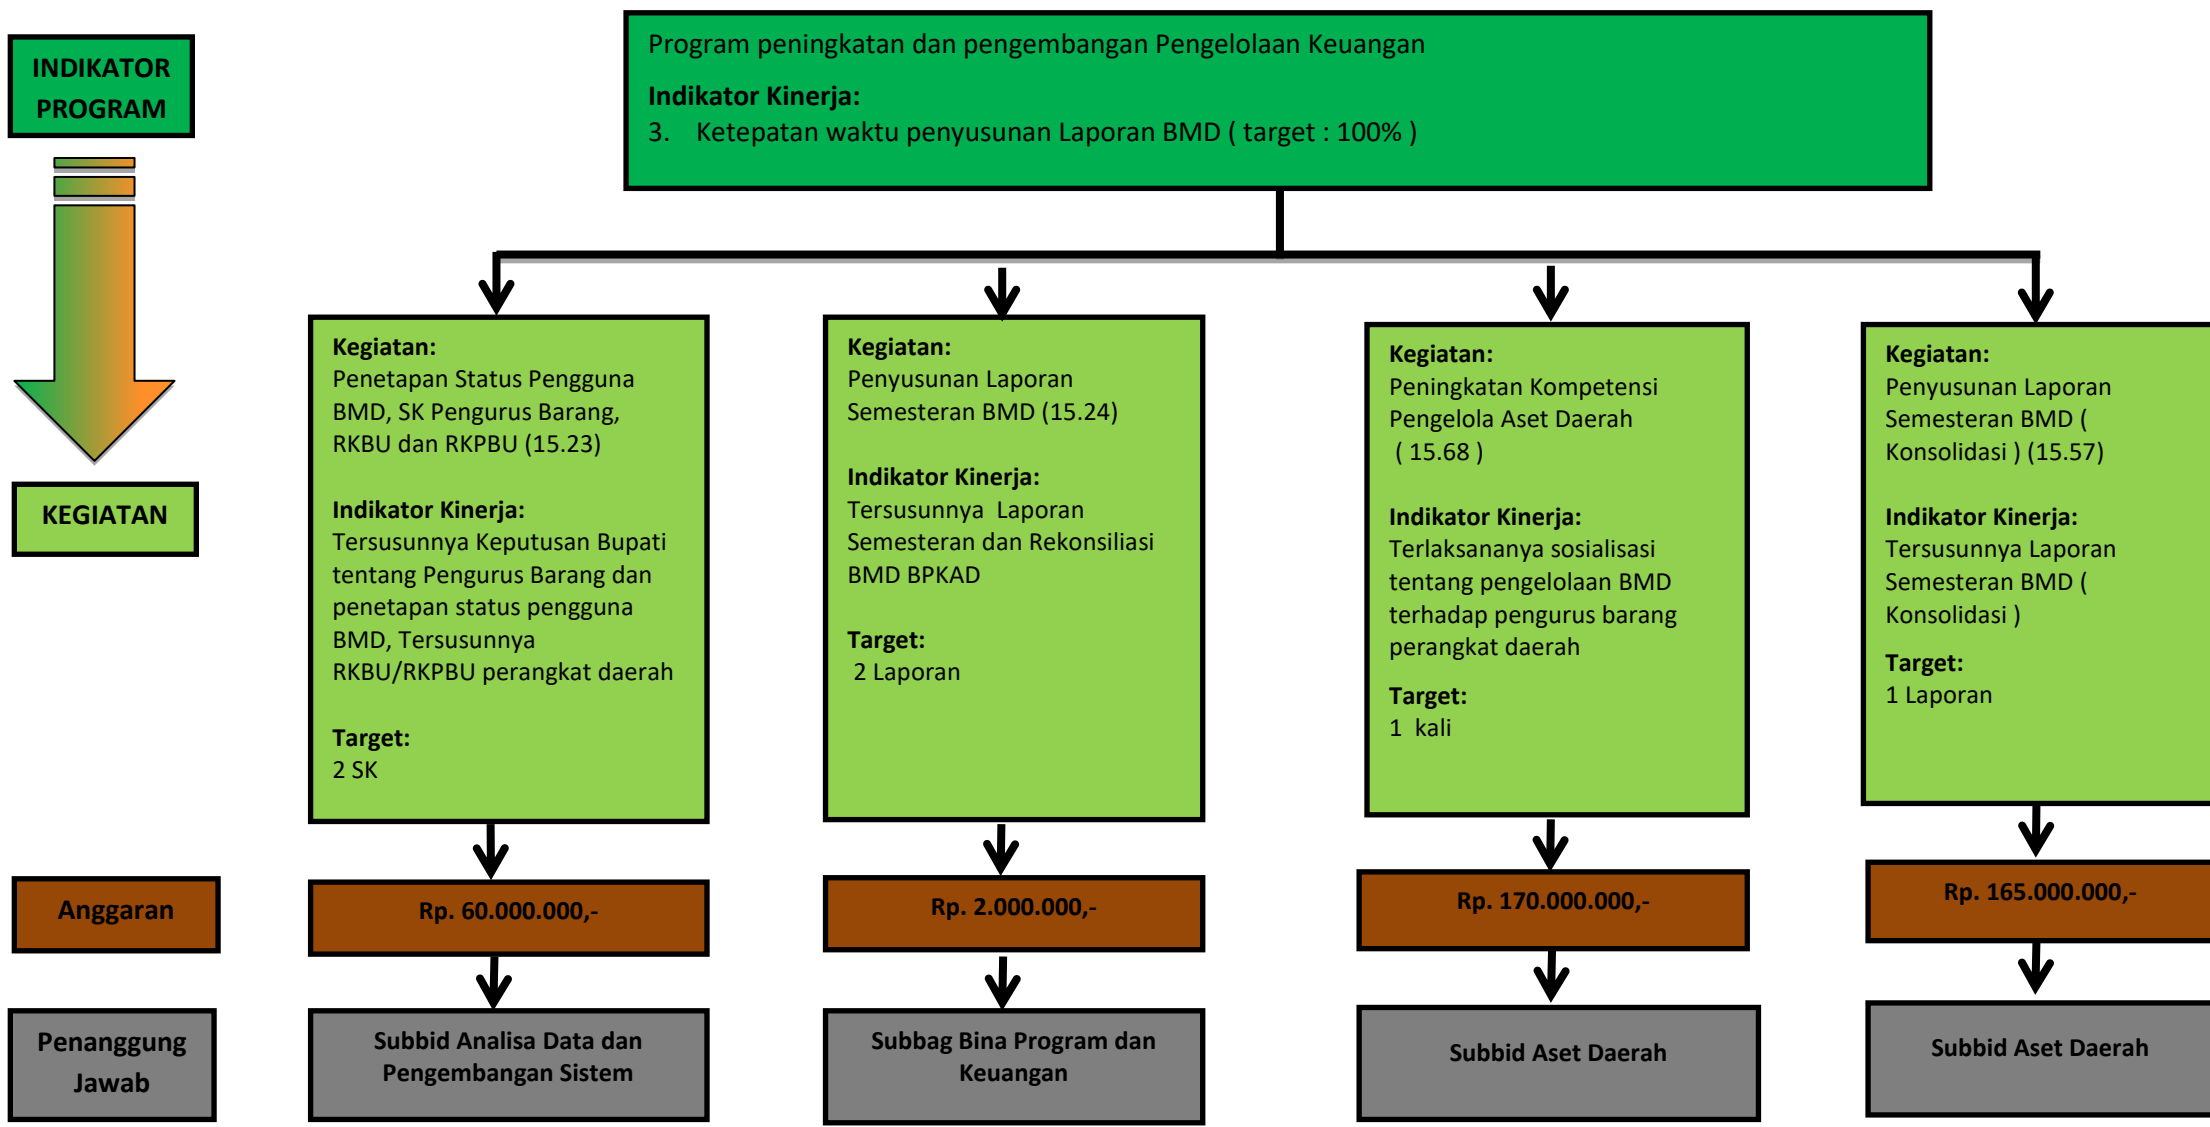 INDIKATOR
PROGRAM
Program peningkatan dan pengembangan Pengelolaan Keuangan
Indikator Kinerja:
3. Ketepatan waktu penyusunan Laporan BMD ( target : 100% )
KEGIATAN
Kegiatan:
Penetapan Status Pengguna
BMD, SK Pengurus Barang,
RKBU dan RKPBU (15.23)
Indikator Kinerja:
Tersusunnya Keputusan Bupati
tentang Pengurus Barang dan
penetapan status pengguna
BMD, Tersusunnya
RKBU/RKPBU perangkat daerah
Target:
2 SK
Kegiatan:
Penyusunan Laporan
Semesteran BMD (15.24)
Indikator Kinerja:
Tersusunnya Laporan
Semesteran dan Rekonsiliasi
BMD BPKAD
Target:
2 Laporan
Kegiatan:
Peningkatan Kompetensi
Pengelola Aset Daerah
( 15.68 )
Indikator Kinerja:
Terlaksananya sosialisasi
tentang pengelolaan BMD
terhadap pengurus barang
perangkat daerah
Target:
1 kali
Kegiatan:
Penyusunan Laporan
Semesteran BMD (
Konsolidasi ) (15.57)
Indikator Kinerja:
Tersusunnya Laporan
Semesteran BMD (
Konsolidasi )
Target:
1 Laporan
Anggaran
Rp. 60.000.000,-
Rp. 2.000.000,-
Rp. 170.000.000,-
Rp. 165.000.000,-
Penanggung
Jawab
Subbid Analisa Data dan
Pengembangan Sistem
Subbag Bina Program dan
Keuangan
Subbid Aset Daerah
Subbid Aset Daerah